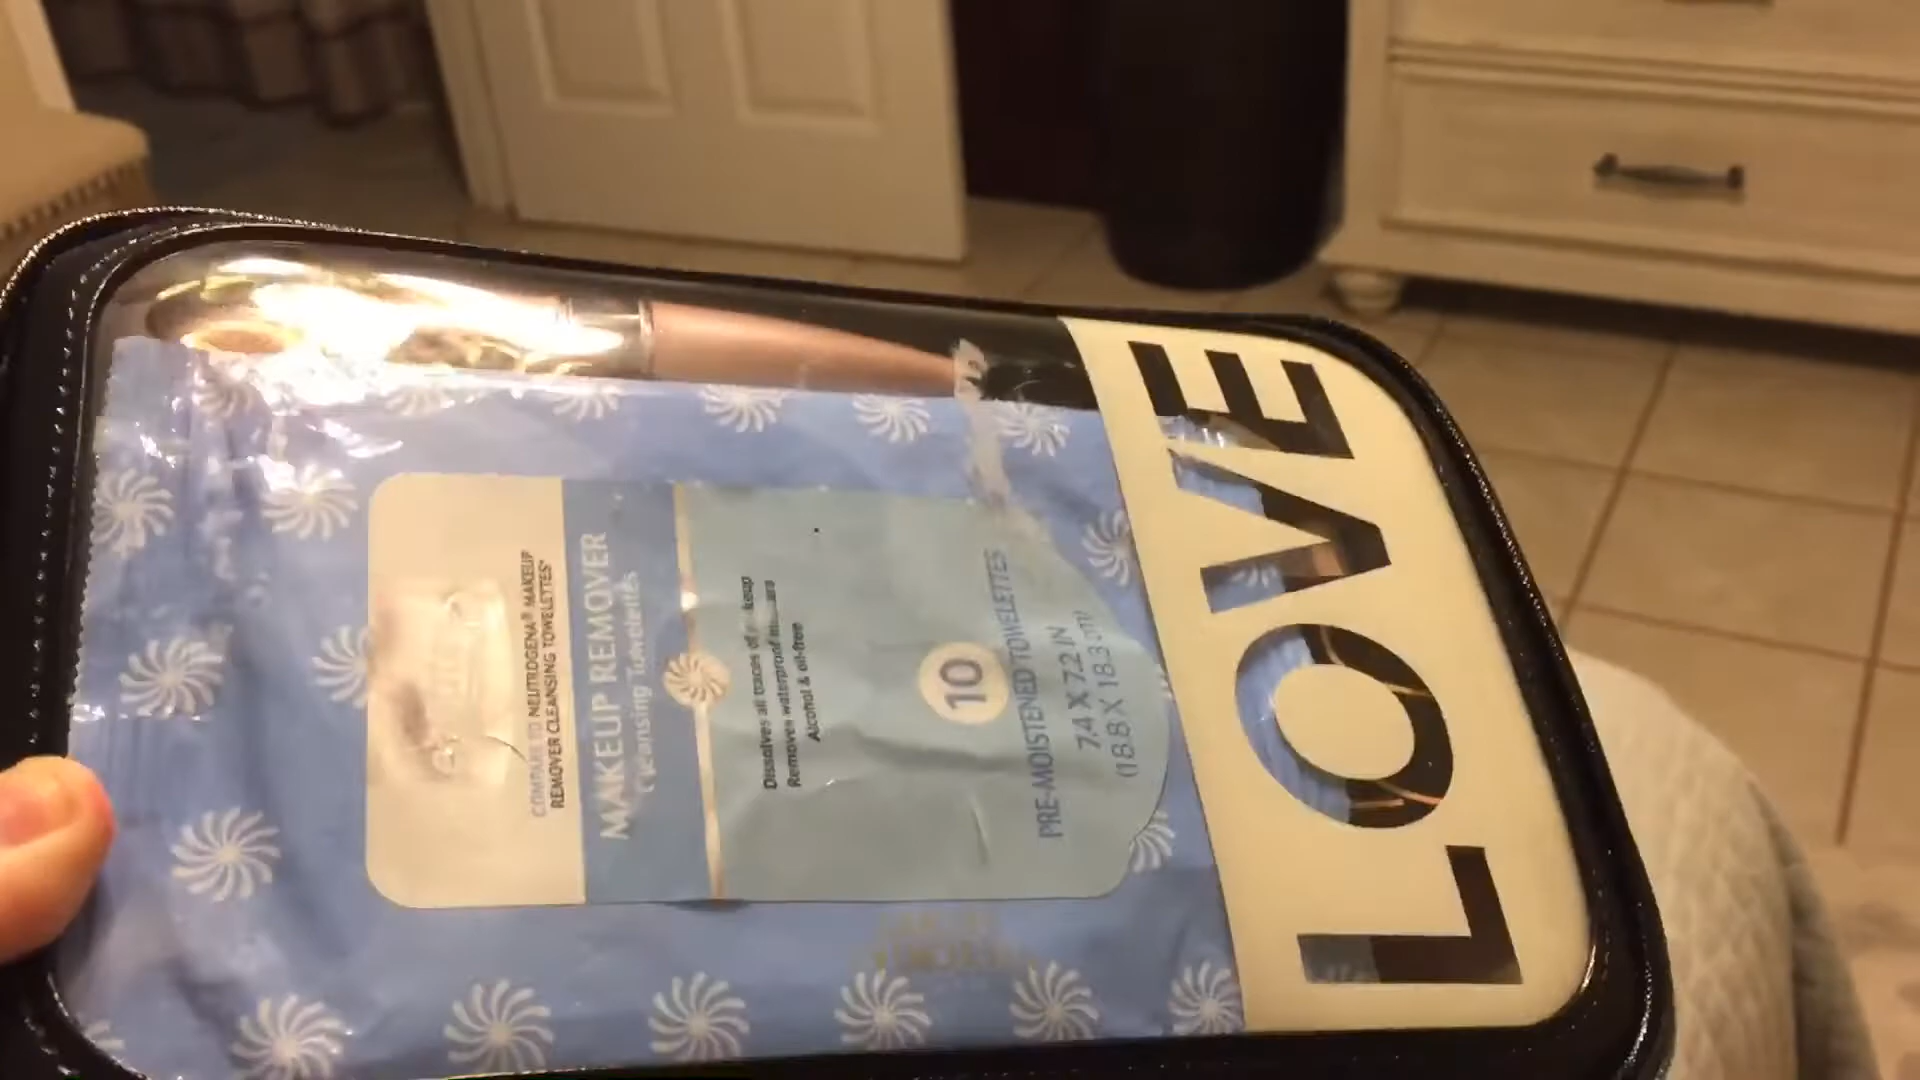 COMPARE TO NEUTROGENA® MAKEUP
REMOVER CLEANSING TOWELETTES*
MAKEUP REMOVER
Cleansing Towelettes
Dissolves all traces of
Removes waterproof
Alcohol & oil-free
10
PRE-MOISTENED TOWELETTES
7.4 X 7.2 IN
(18.8 X 18.3 cm)
LOVE